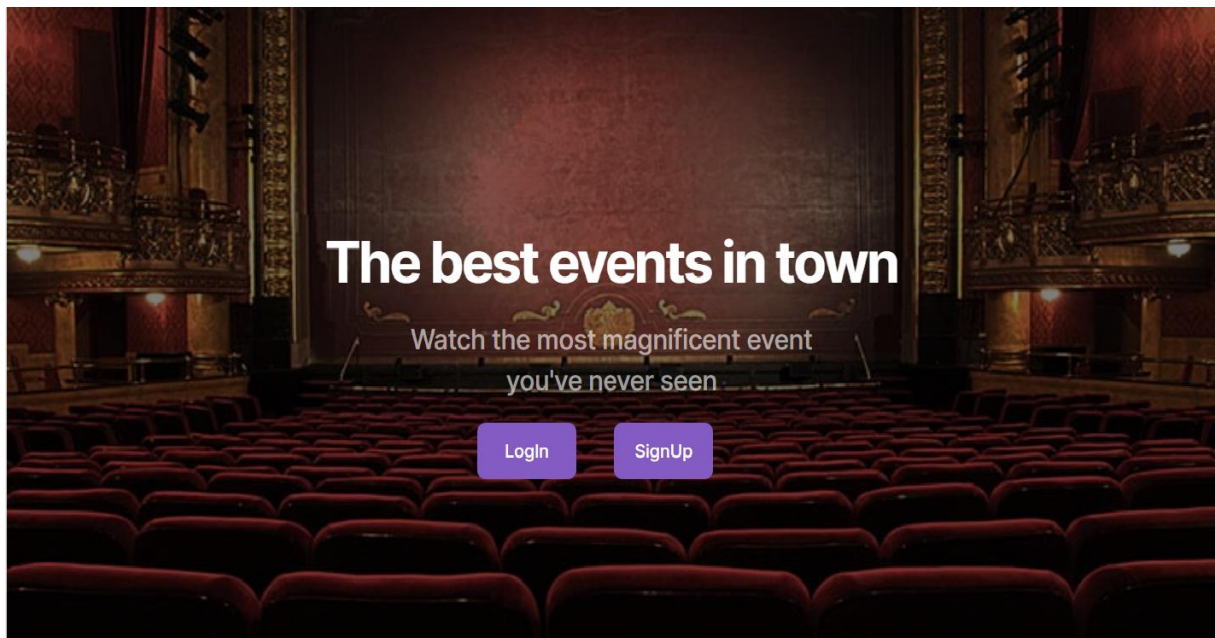 The best events in town
Watch the most magnificent event
you've never seen
LogIn
SignUp